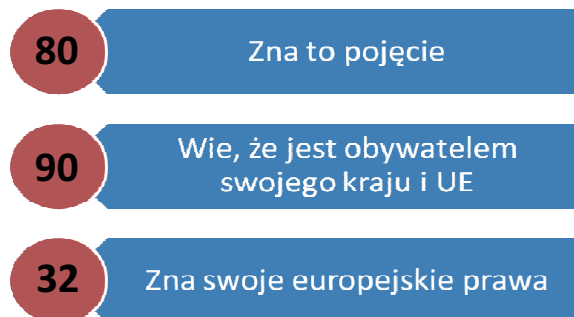 80
Zna to pojęcie
90
Wie, że jest obywatelem
swojego kraju i UE
32
Zna swoje europejskie prawa